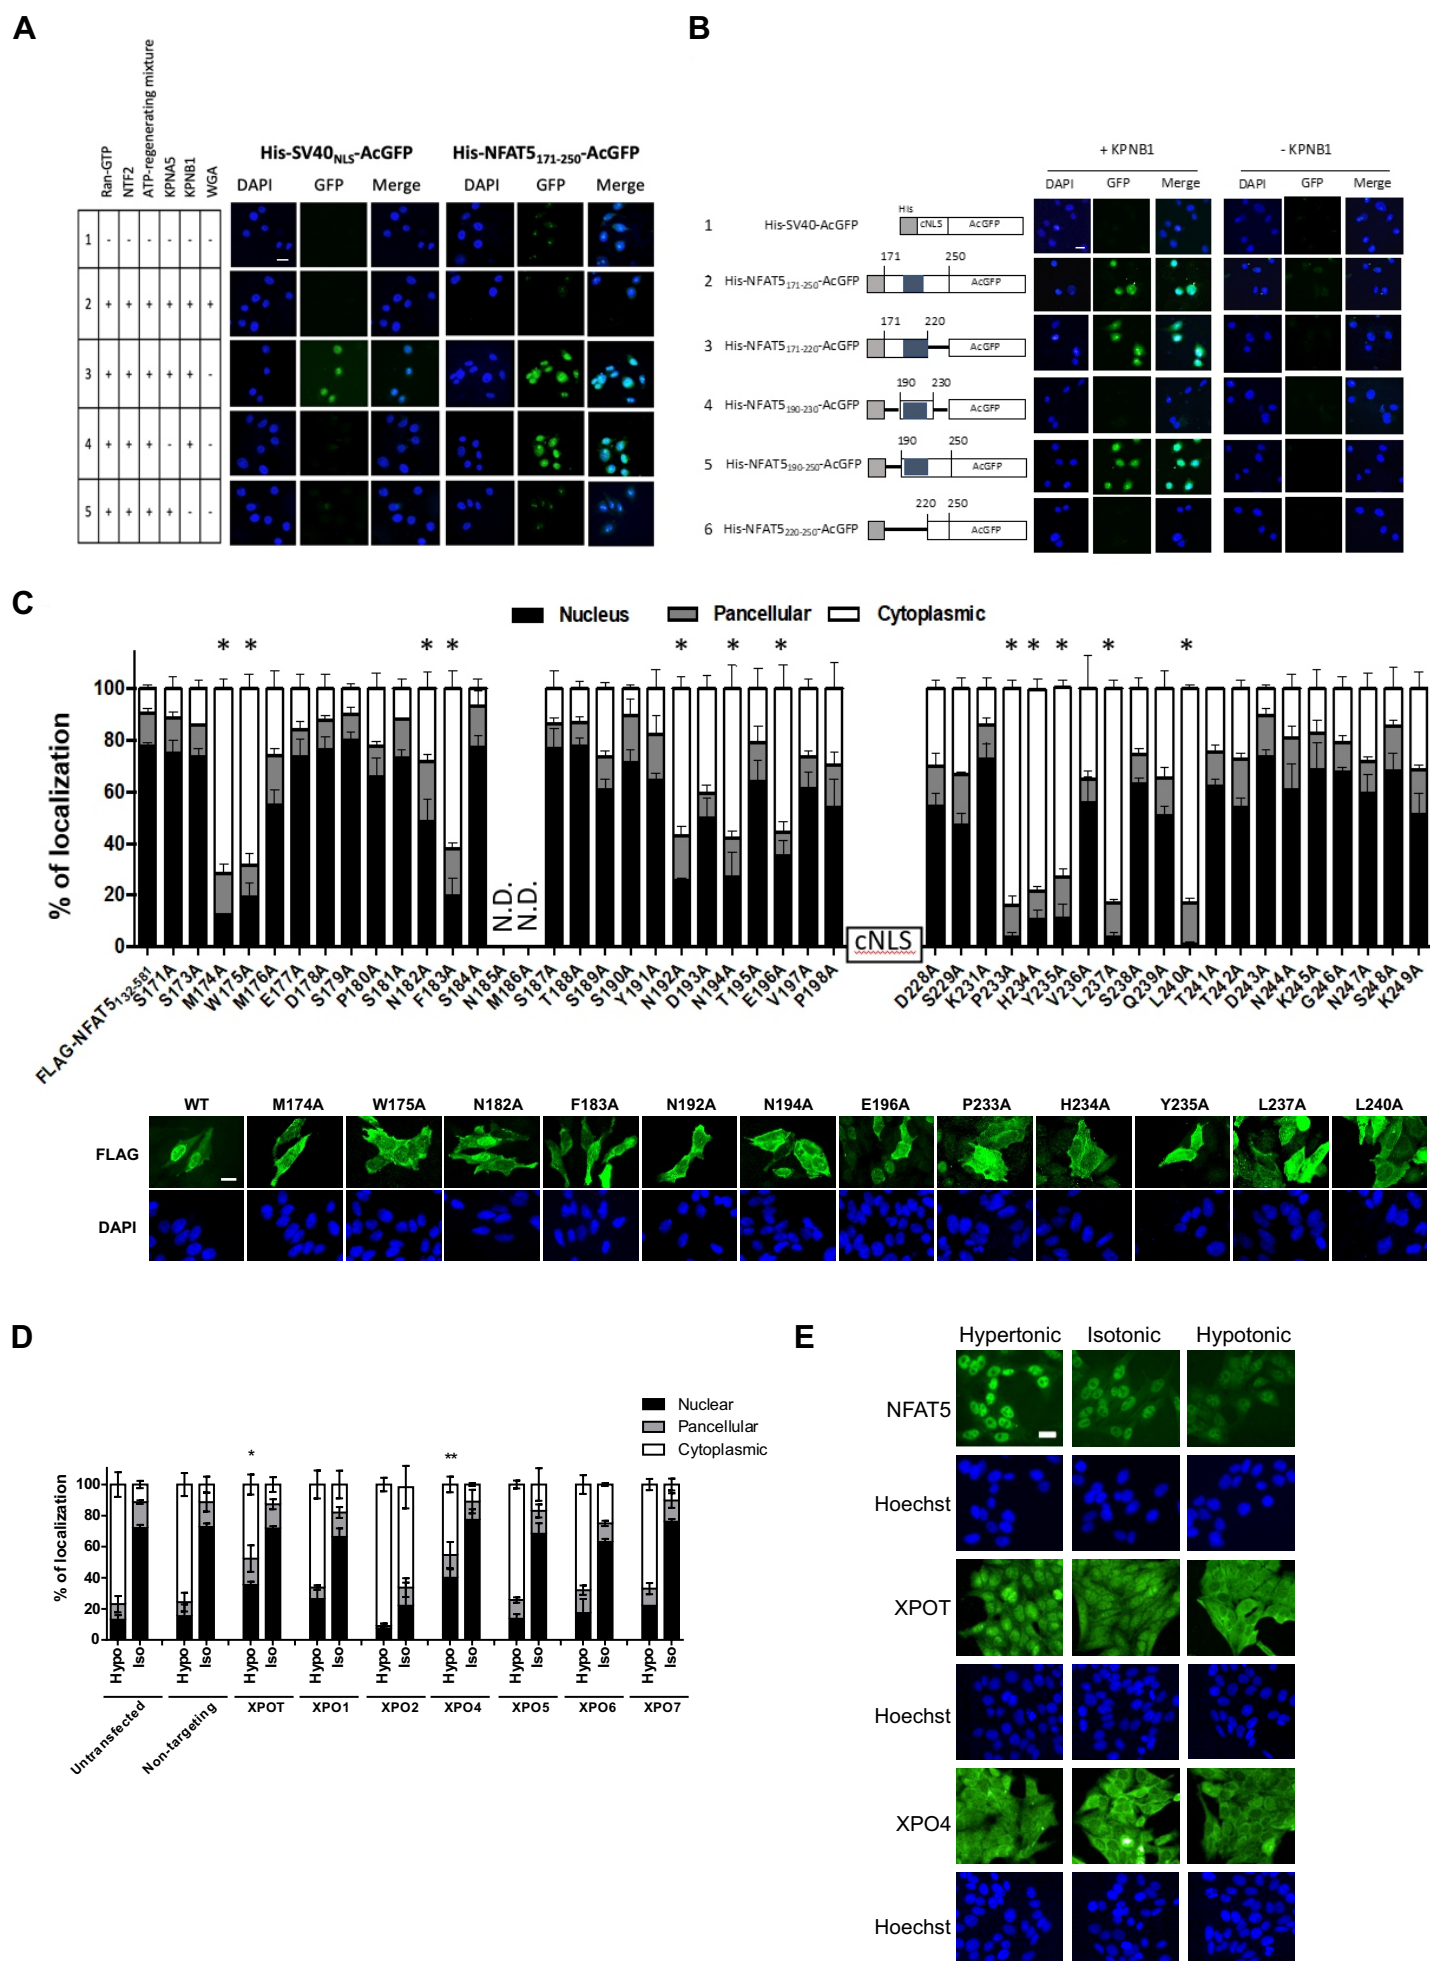 A
Ran-GTP
NTF2
ATP-regenerating mixture
KPNA5
KPNB1
WGA
His-SV40NLS-AcGFP
His-NFAT5171-250-AcGFP
DAPI GFP Merge DAPI GFP Merge
1 - - - - - -
2 + + + + + +
3 + + + + + -
4 + + + - + -
5 + + + + - -
B
+ KPNB1
- KPNB1
DAPI GFP Merge DAPI GFP Merge
1 His-SV40-AcGFP His cNLS AcGFP
2 His-NFAT5171-250-AcGFP 171 250 AcGFP
3 His-NFAT5171-220-AcGFP 171 220 AcGFP
4 His-NFAT5190-230-AcGFP 190 230 AcGFP
5 His-NFAT5190-250-AcGFP 190 250 AcGFP
6 His-NFAT5220-250-AcGFP 220 250 AcGFP
C
Nucleus Pancellular Cytoplasmic
* * * * * * * * * * * *
% of localization
100
80
60
40
20
0
N.D.
N.D.
cNLS
FLAG-NFAT5132-581
S171A
S173A
M174A
W175A
M176A
E177A
D178A
S179A
P180A
S181A
N182A
F183A
S184A
N185A
M186A
S187A
T188A
S189A
S190A
Y191A
N192A
D193A
N194A
T195A
E196A
V197A
P198A
D228A
S229A
K231A
P233A
H234A
Y235A
V236A
L237A
S238A
Q239A
L240A
T241A
T242A
D243A
N244A
K245A
G246A
N247A
S248A
K249A
WT M174A W175A N182A F183A N192A N194A E196A P233A H234A Y235A L237A L240A
FLAG
DAPI
D
Nuclear
Pancellular
Cytoplasmic
* **
% of localization
100
80
60
40
20
0
Hypo Iso Hypo Iso Hypo Iso Hypo Iso Hypo Iso Hypo Iso Hypo Iso Hypo Iso Hypo Iso
Untransfected Non-targeting XPOT XPO1 XPO2 XPO4 XPO5 XPO6 XPO7
E
Hypertonic Isotonic Hypotonic
NFAT5
Hoechst
XPOT
Hoechst
XPO4
Hoechst